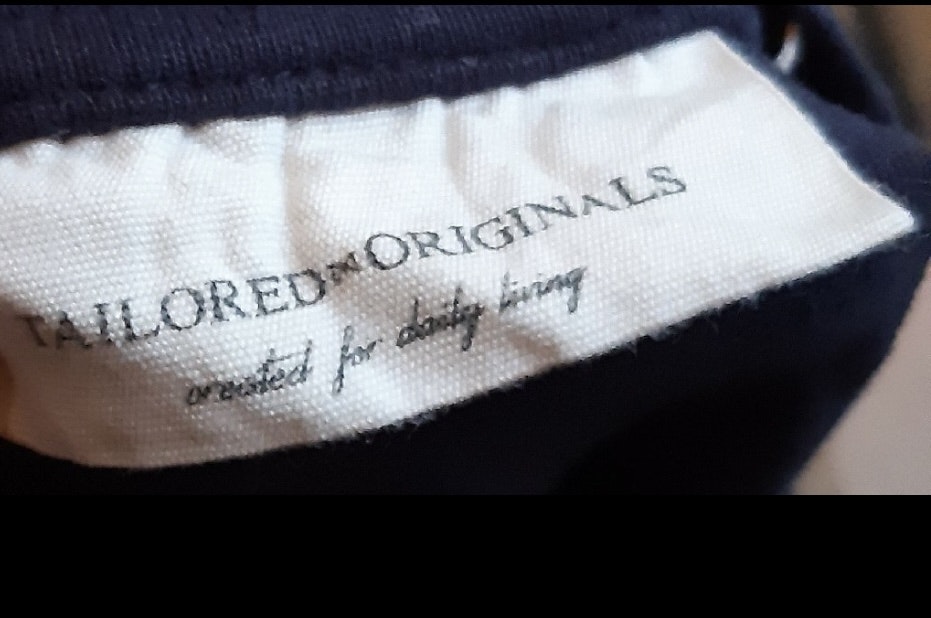 TAILORED N ORIGINALS
created for daily living